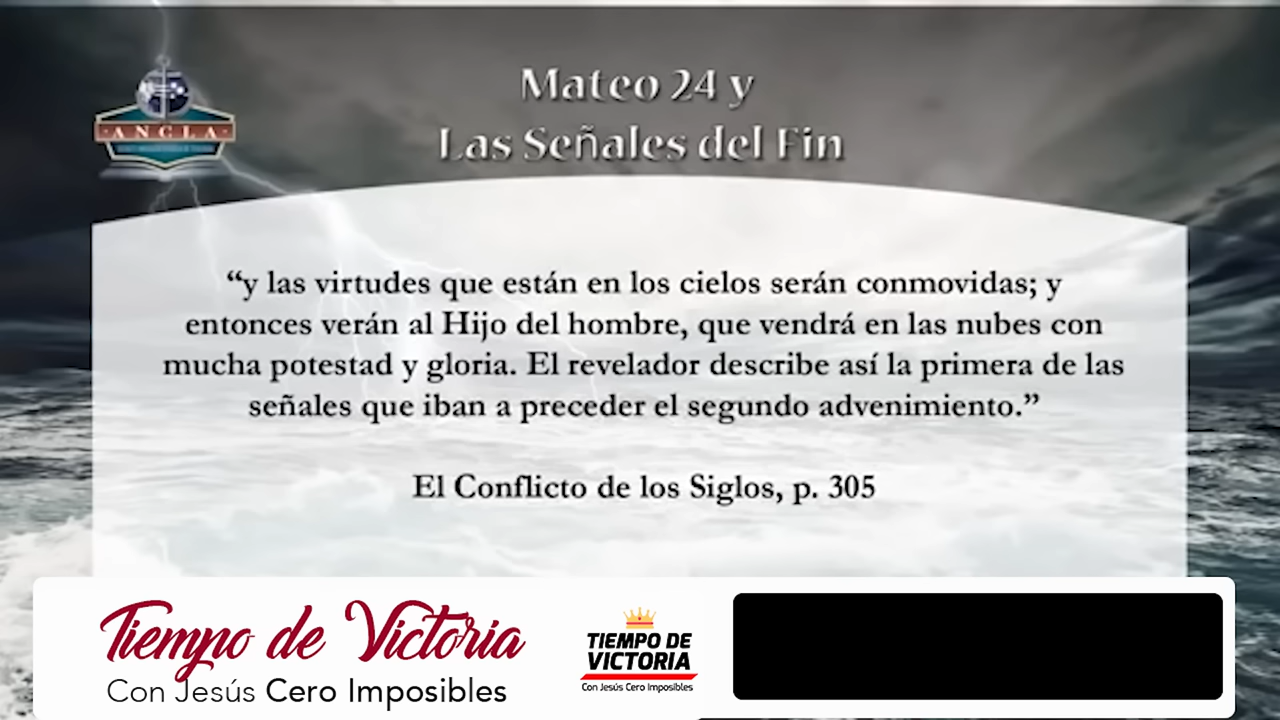 Mateo 24 y
Las Señales del Fin
ANCLA
“y las virtudes que están en los cielos serán conmovidas; y
entonces verán al Hijo del hombre, que vendrá en las nubes con
mucha potestad y gloria. El revelador describe así la primera de las
señales que iban a preceder el segundo advenimiento.”
El Conflicto de los Siglos, p. 305
Tiempo de Victoria
Con Jesús Cero Imposibles
TIEMPO DE
VICTORIA
Con Jesús Cero Imposibles